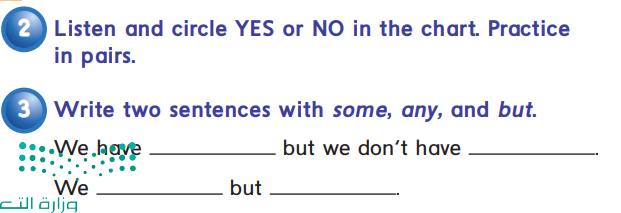 2 Listen and circle YES or NO in the chart. Practice
in pairs.
3 Write two sentences with some, any, and but.
We have ____________ but we don't have ____________.
We ____________ but ____________.
وزارة التـ